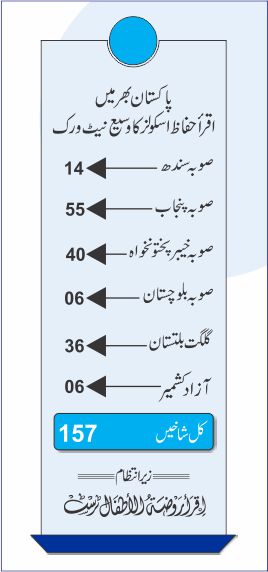 پاکستان بھر میں
اقرأ حفاظ اسکولز کا وسیع نیٹ ورک
صوبہ سندھ 14
صوبہ پنجاب 55
صوبہ خیبر پختونخواہ 40
صوبہ بلوچستان 06
گلگت بلتستان 36
آزاد کشمیر 06
کل شاخیں 157
زیر انتظام
اقرأ روضۃ الأطفال ٹرسٹ